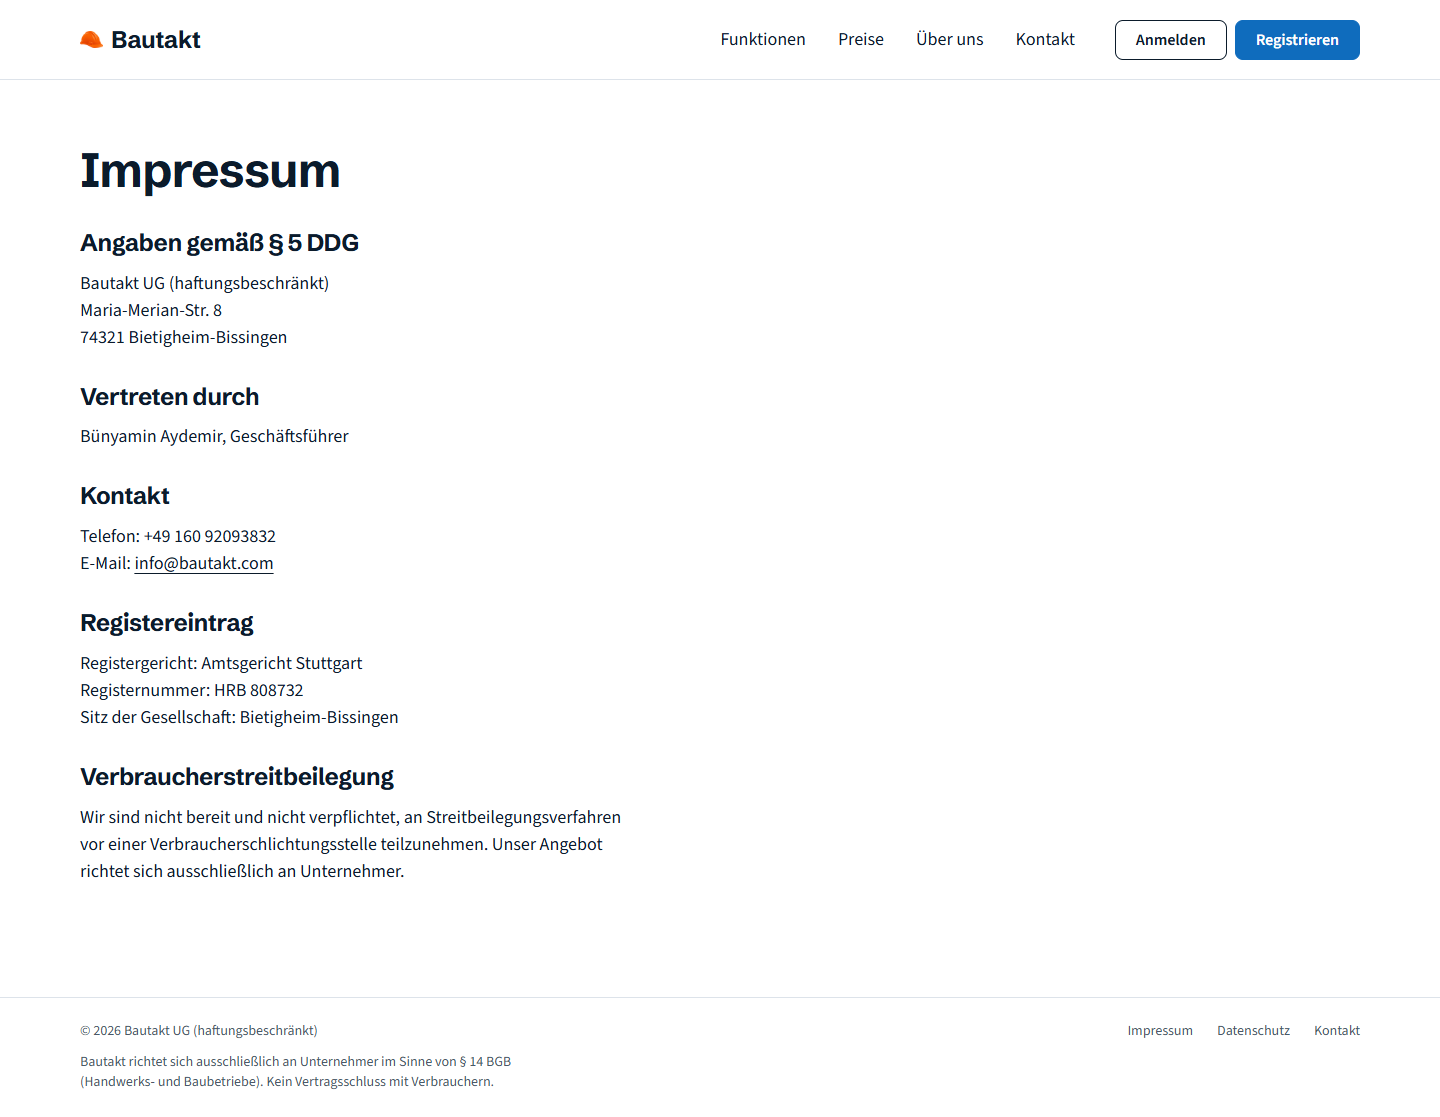 Bautakt
Funktionen Preise Über uns Kontakt Anmelden Registrieren
Impressum
Angaben gemäß § 5 DDG
Bautakt UG (haftungsbeschränkt)
Maria-Merian-Str. 8
74321 Bietigheim-Bissingen
Vertreten durch
Bünyamin Aydemir, Geschäftsführer
Kontakt
Telefon: +49 160 92093832
E-Mail: info@bautakt.com
Registereintrag
Registergericht: Amtsgericht Stuttgart
Registernummer: HRB 808732
Sitz der Gesellschaft: Bietigheim-Bissingen
Verbraucherstreitbeilegung
Wir sind nicht bereit und nicht verpflichtet, an Streitbeilegungsverfahren
vor einer Verbraucherschlichtungsstelle teilzunehmen. Unser Angebot
richtet sich ausschließlich an Unternehmer.
© 2026 Bautakt UG (haftungsbeschränkt)
Impressum Datenschutz Kontakt
Bautakt richtet sich ausschließlich an Unternehmer im Sinne von § 14 BGB
(Handwerks- und Baubetriebe). Kein Vertragsschluss mit Verbrauchern.